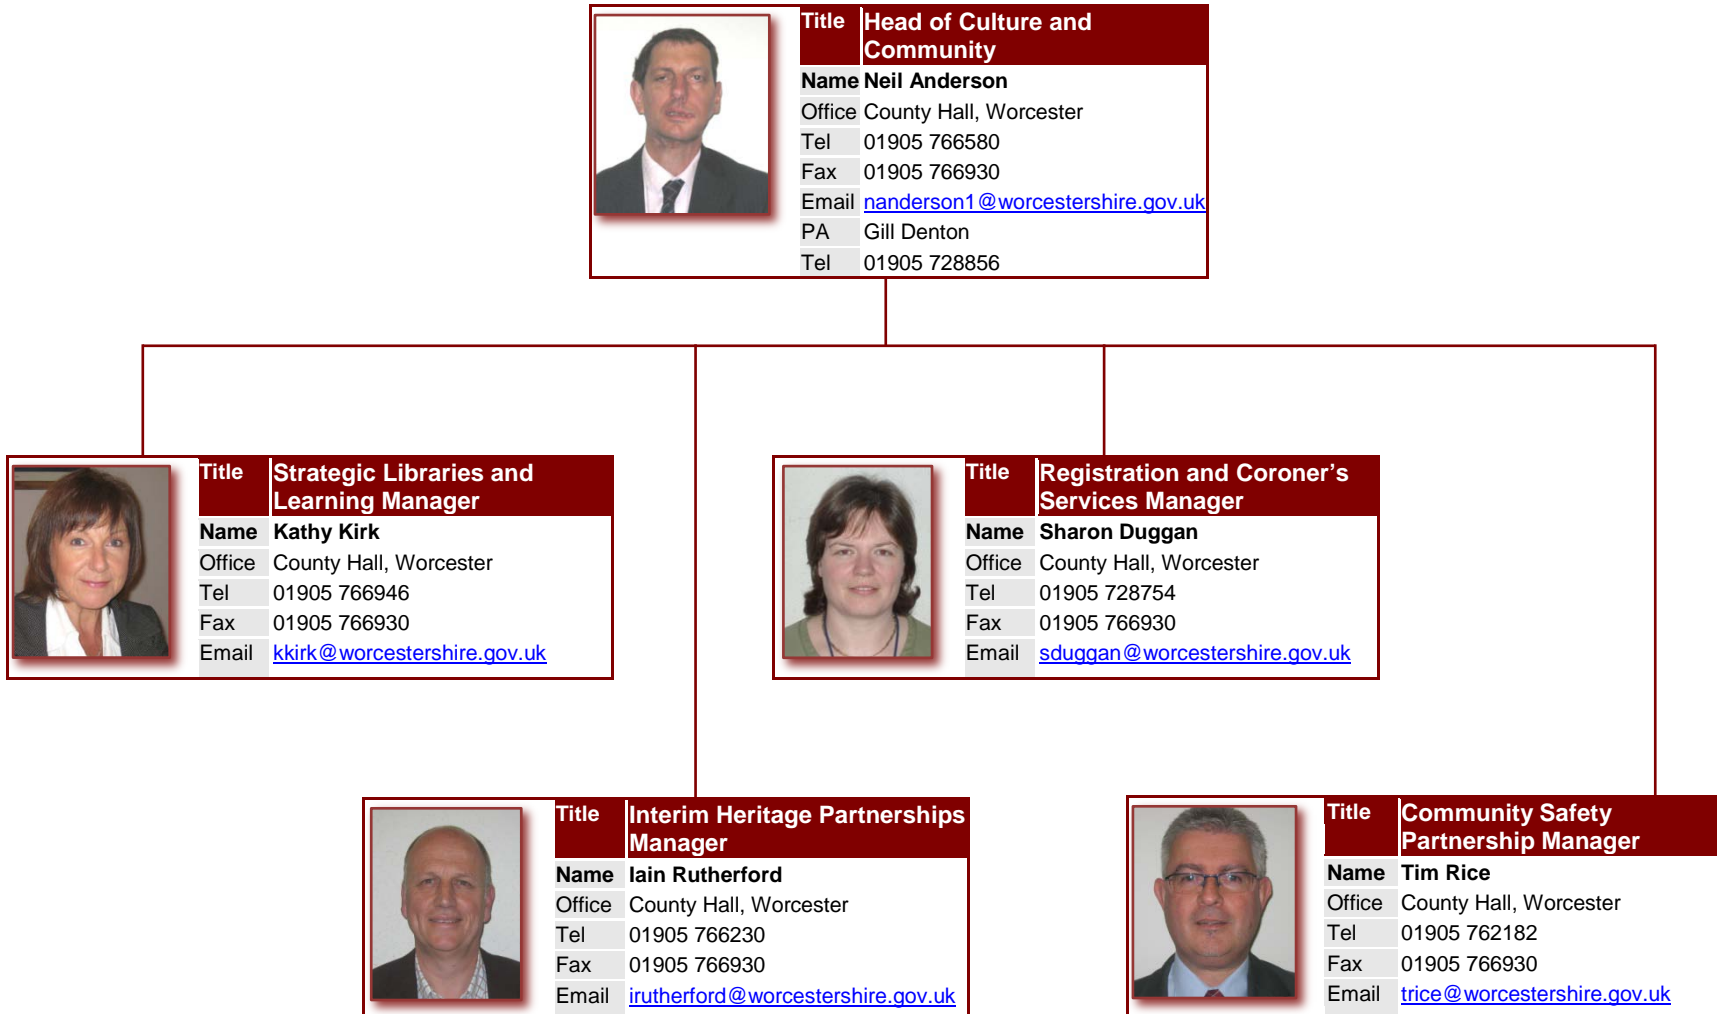 Title Head of Culture and
Community
Name Neil Anderson
Office County Hall, Worcester
Tel 01905 766580
Fax 01905 766930
Email nanderson1@worcestershire.gov.uk
PA Gill Denton
Tel 01905 728856
Title Strategic Libraries and
Learning Manager
Name Kathy Kirk
Office County Hall, Worcester
Tel 01905 766946
Fax 01905 766930
Email kkirk@worcestershire.gov.uk
Title Registration and Coroner’s
Services Manager
Name Sharon Duggan
Office County Hall, Worcester
Tel 01905 728754
Fax 01905 766930
Email sduggan@worcestershire.gov.uk
Title Interim Heritage Partnerships
Manager
Name Iain Rutherford
Office County Hall, Worcester
Tel 01905 766230
Fax 01905 766930
Email irutherford@worcestershire.gov.uk
Title Community Safety
Partnership Manager
Name Tim Rice
Office County Hall, Worcester
Tel 01905 762182
Fax 01905 766930
Email trice@worcestershire.gov.uk